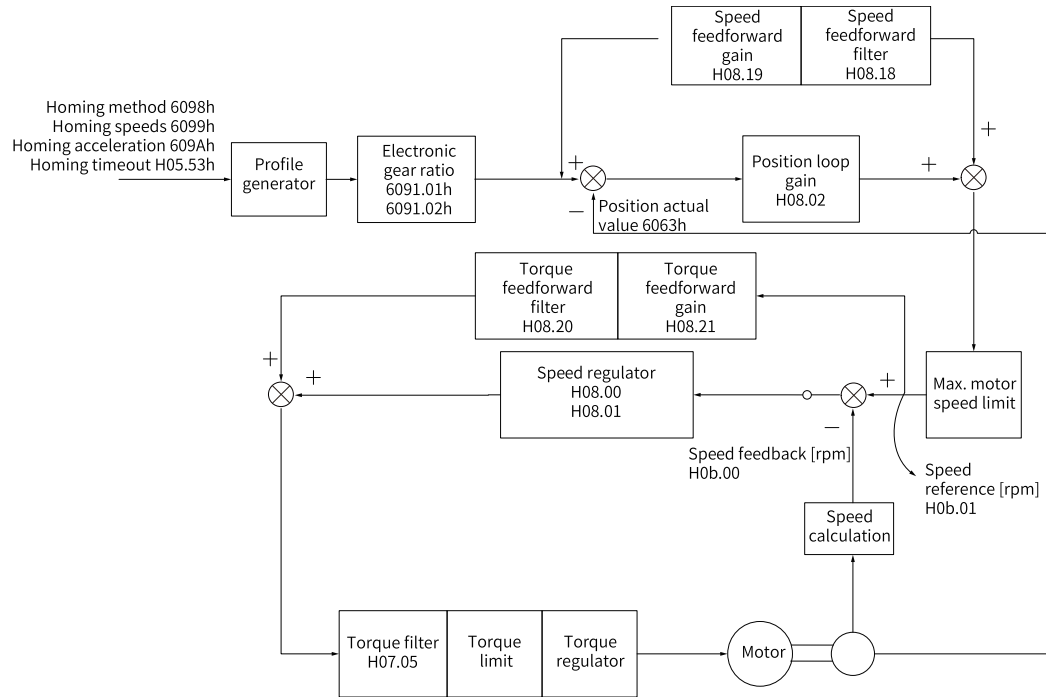 Speed
feedforward
gain
H08.19
Speed
feedforward
filter
H08.18
Homing method 6098h
Homing speeds 6099h
Homing acceleration 609Ah
Homing timeout H05.53h
Profile
generator
Electronic
gear ratio
6091.01h
6091.02h
+
−
Position actual
value 6063h
Position loop
gain
H08.02
+
+
Torque
feedforward
filter
H08.20
Torque
feedforward
gain
H08.21
+
+
Speed regulator
H08.00
H08.01
+
−
Max. motor
speed limit
Speed feedback [rpm]
H0b.00
Speed
reference [rpm]
H0b.01
Speed
calculation
Torque filter
H07.05
Torque
limit
Torque
regulator
Motor